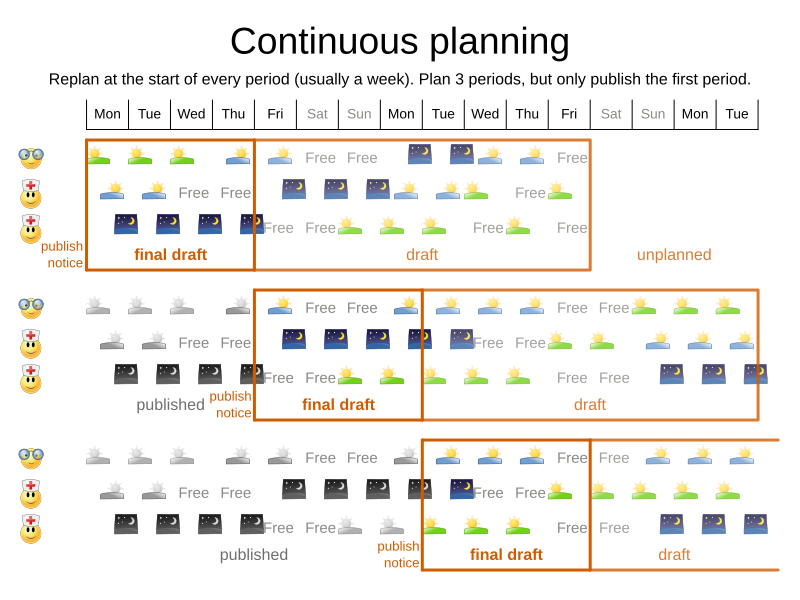 Continuous planning
Replan at the start of every period (usually a week). Plan 3 periods, but only publish the first period.
Mon Tue Wed Thu Fri Sat Sun Mon Tue Wed Thu Fri Sat Sun Mon Tue
Free Free Free
Free Free Free
Free Free Free Free
publish
notice
final draft draft unplanned
Free Free Free Free
Free Free Free Free
Free Free Free Free
published
publish
notice
final draft draft
Free Free Free Free
Free Free Free Free
Free Free Free Free
published
publish
notice
final draft draft